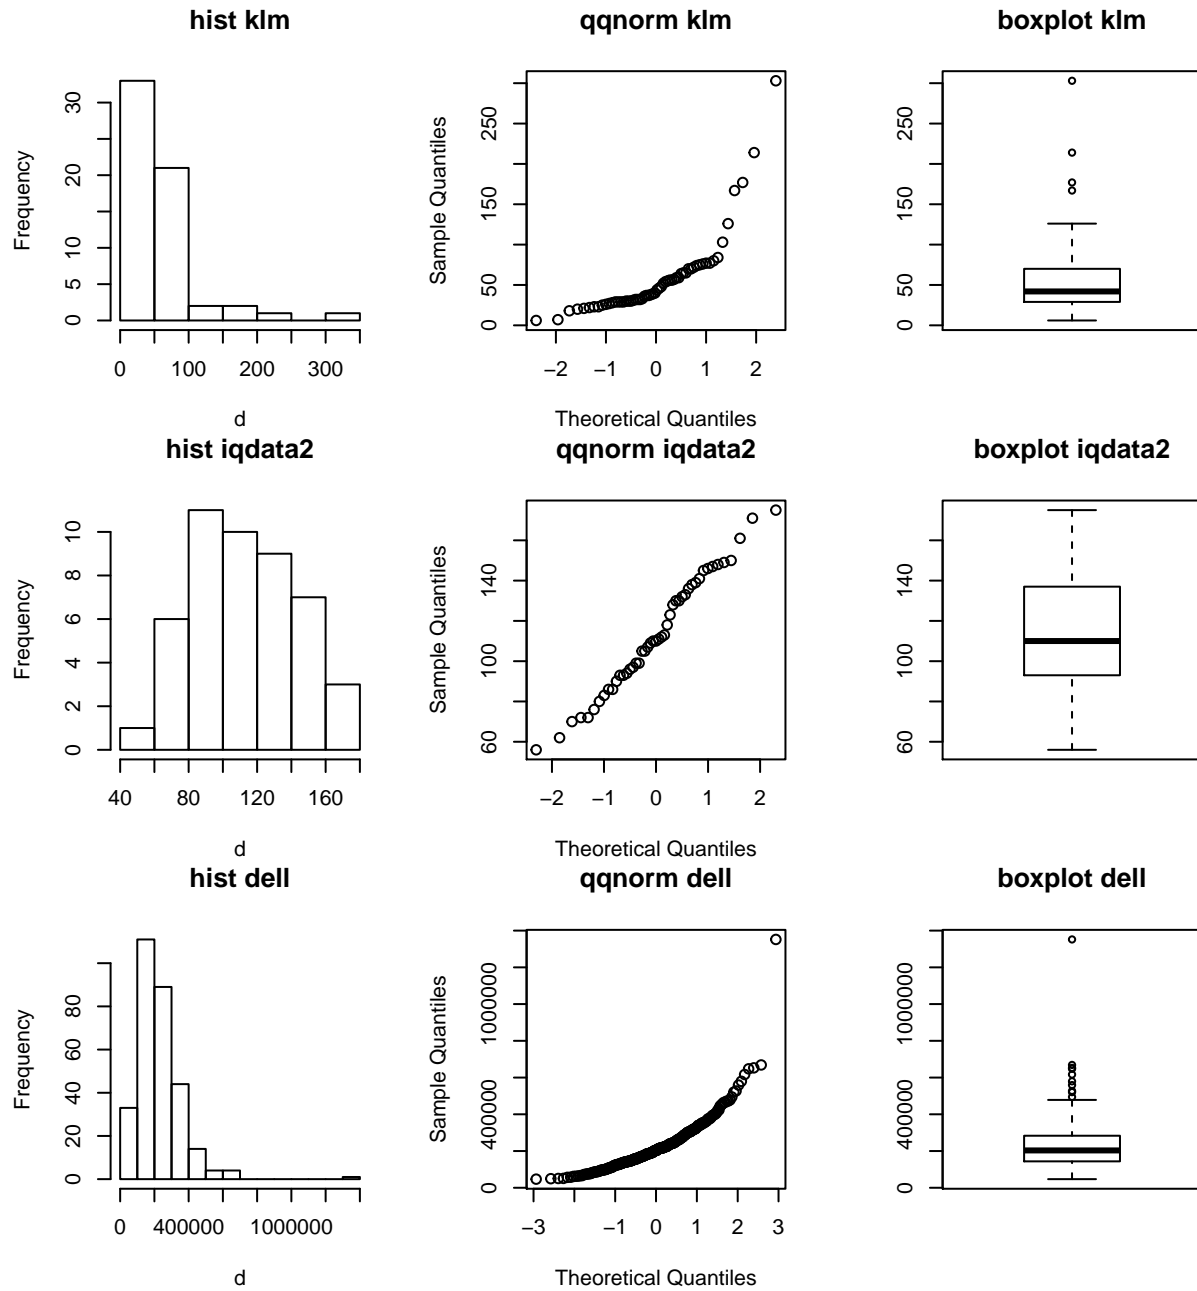 hist klm
qqnorm klm
boxplot klm
Frequency
0 5 10 20 30
0 100 200 300
d
Sample Quantiles
0 50 150 250
−2 −1 0 1 2
Theoretical Quantiles
0 50 150 250
hist iqdata2
qqnorm iqdata2
boxplot iqdata2
Frequency
0 2 4 6 8 10
40 80 120 160
d
Sample Quantiles
60 100 140
−2 −1 0 1 2
Theoretical Quantiles
60 100 140
hist dell
qqnorm dell
boxplot dell
Frequency
0 20 40 60 80
0 400000 1000000
d
Sample Quantiles
0 400000 1000000
−3 −1 0 1 2 3
Theoretical Quantiles
0 400000 1000000